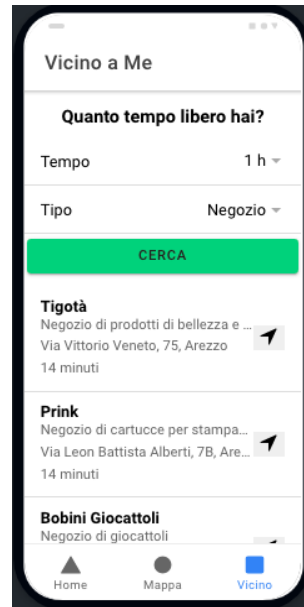 Vicino a Me
Quanto tempo libero hai?
Tempo 1 h
Tipo Negozio
CERCA
Tigotà
Negozio di prodotti di bellezza e ...
Via Vittorio Veneto, 75, Arezzo
14 minuti
Prink
Negozio di cartucce per stampa...
Via Leon Battista Alberti, 7B, Are...
14 minuti
Bobini Giocattoli
Negozio di giocattoli
Home Mappa Vicino